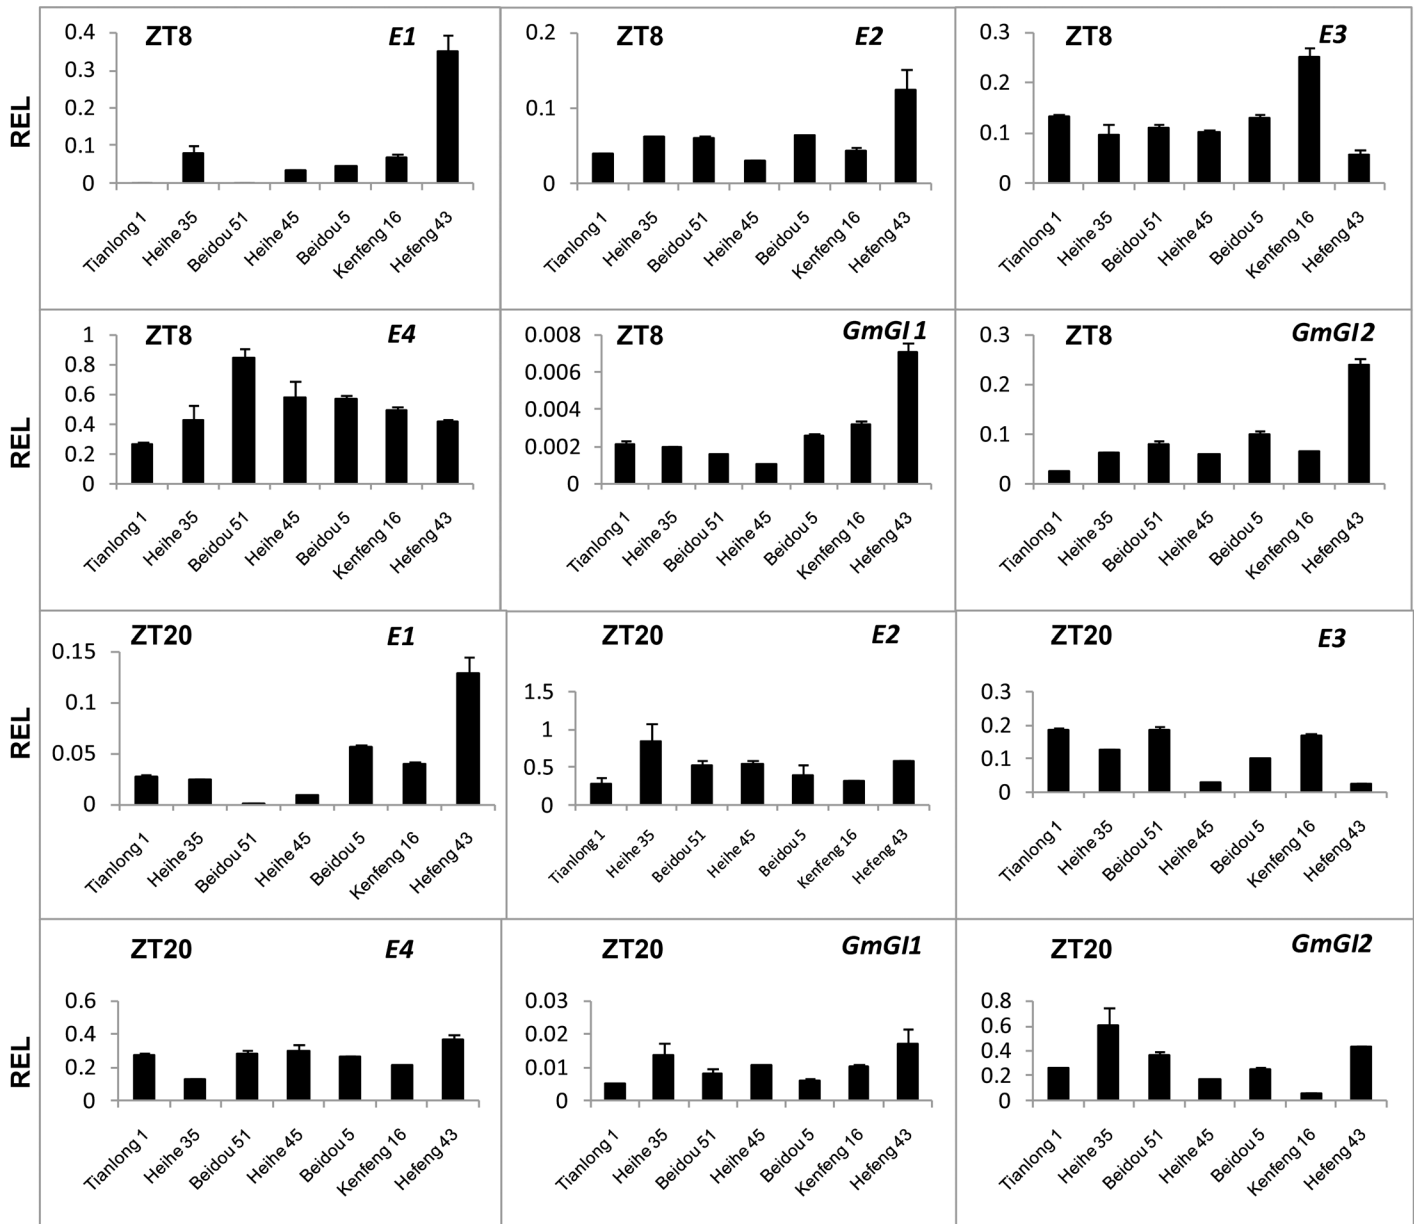 ZT8 E1
0.4
0.3
0.2
0.1
0
REL
Tianlong 1
Heihe 35
Beidou 51
Heihe 45
Beidou 5
Kenfeng 16
Hefeng 43
ZT8 E2
0.2
0.1
0
Tianlong 1
Heihe 35
Beidou 51
Heihe 45
Beidou 5
Kenfeng 16
Hefeng 43
ZT8 E3
0.3
0.2
0.1
0
Tianlong 1
Heihe 35
Beidou 51
Heihe 45
Beidou 5
Kenfeng 16
Hefeng 43
ZT8 E4
1
0.8
0.6
0.4
0.2
0
REL
Tianlong 1
Heihe 35
Beidou 51
Heihe 45
Beidou 5
Kenfeng 16
Hefeng 43
ZT8 GmGI 1
0.008
0.006
0.004
0.002
0
Tianlong 1
Heihe 35
Beidou 51
Heihe 45
Beidou 5
Kenfeng 16
Hefeng 43
ZT8 GmGI 2
0.3
0.2
0.1
0
Tianlong 1
Heihe 35
Beidou 51
Heihe 45
Beidou 5
Kenfeng 16
Hefeng 43
ZT20 E1
0.15
0.1
0.05
0
REL
Tianlong 1
Heihe 35
Beidou 51
Heihe 45
Beidou 5
Kenfeng 16
Hefeng 43
ZT20 E2
1.5
1
0.5
0
Tianlong 1
Heihe 35
Beidou 51
Heihe 45
Beidou 5
Kenfeng 16
Hefeng 43
ZT20 E3
0.3
0.2
0.1
0
Tianlong 1
Heihe 35
Beidou 51
Heihe 45
Beidou 5
Kenfeng 16
Hefeng 43
ZT20 E4
0.6
0.4
0.2
0
REL
Tianlong 1
Heihe 35
Beidou 51
Heihe 45
Beidou 5
Kenfeng 16
Hefeng 43
ZT20 GmGI1
0.03
0.02
0.01
0
Tianlong 1
Heihe 35
Beidou 51
Heihe 45
Beidou 5
Kenfeng 16
Hefeng 43
ZT20 GmGI2
0.8
0.6
0.4
0.2
0
Tianlong 1
Heihe 35
Beidou 51
Heihe 45
Beidou 5
Kenfeng 16
Hefeng 43